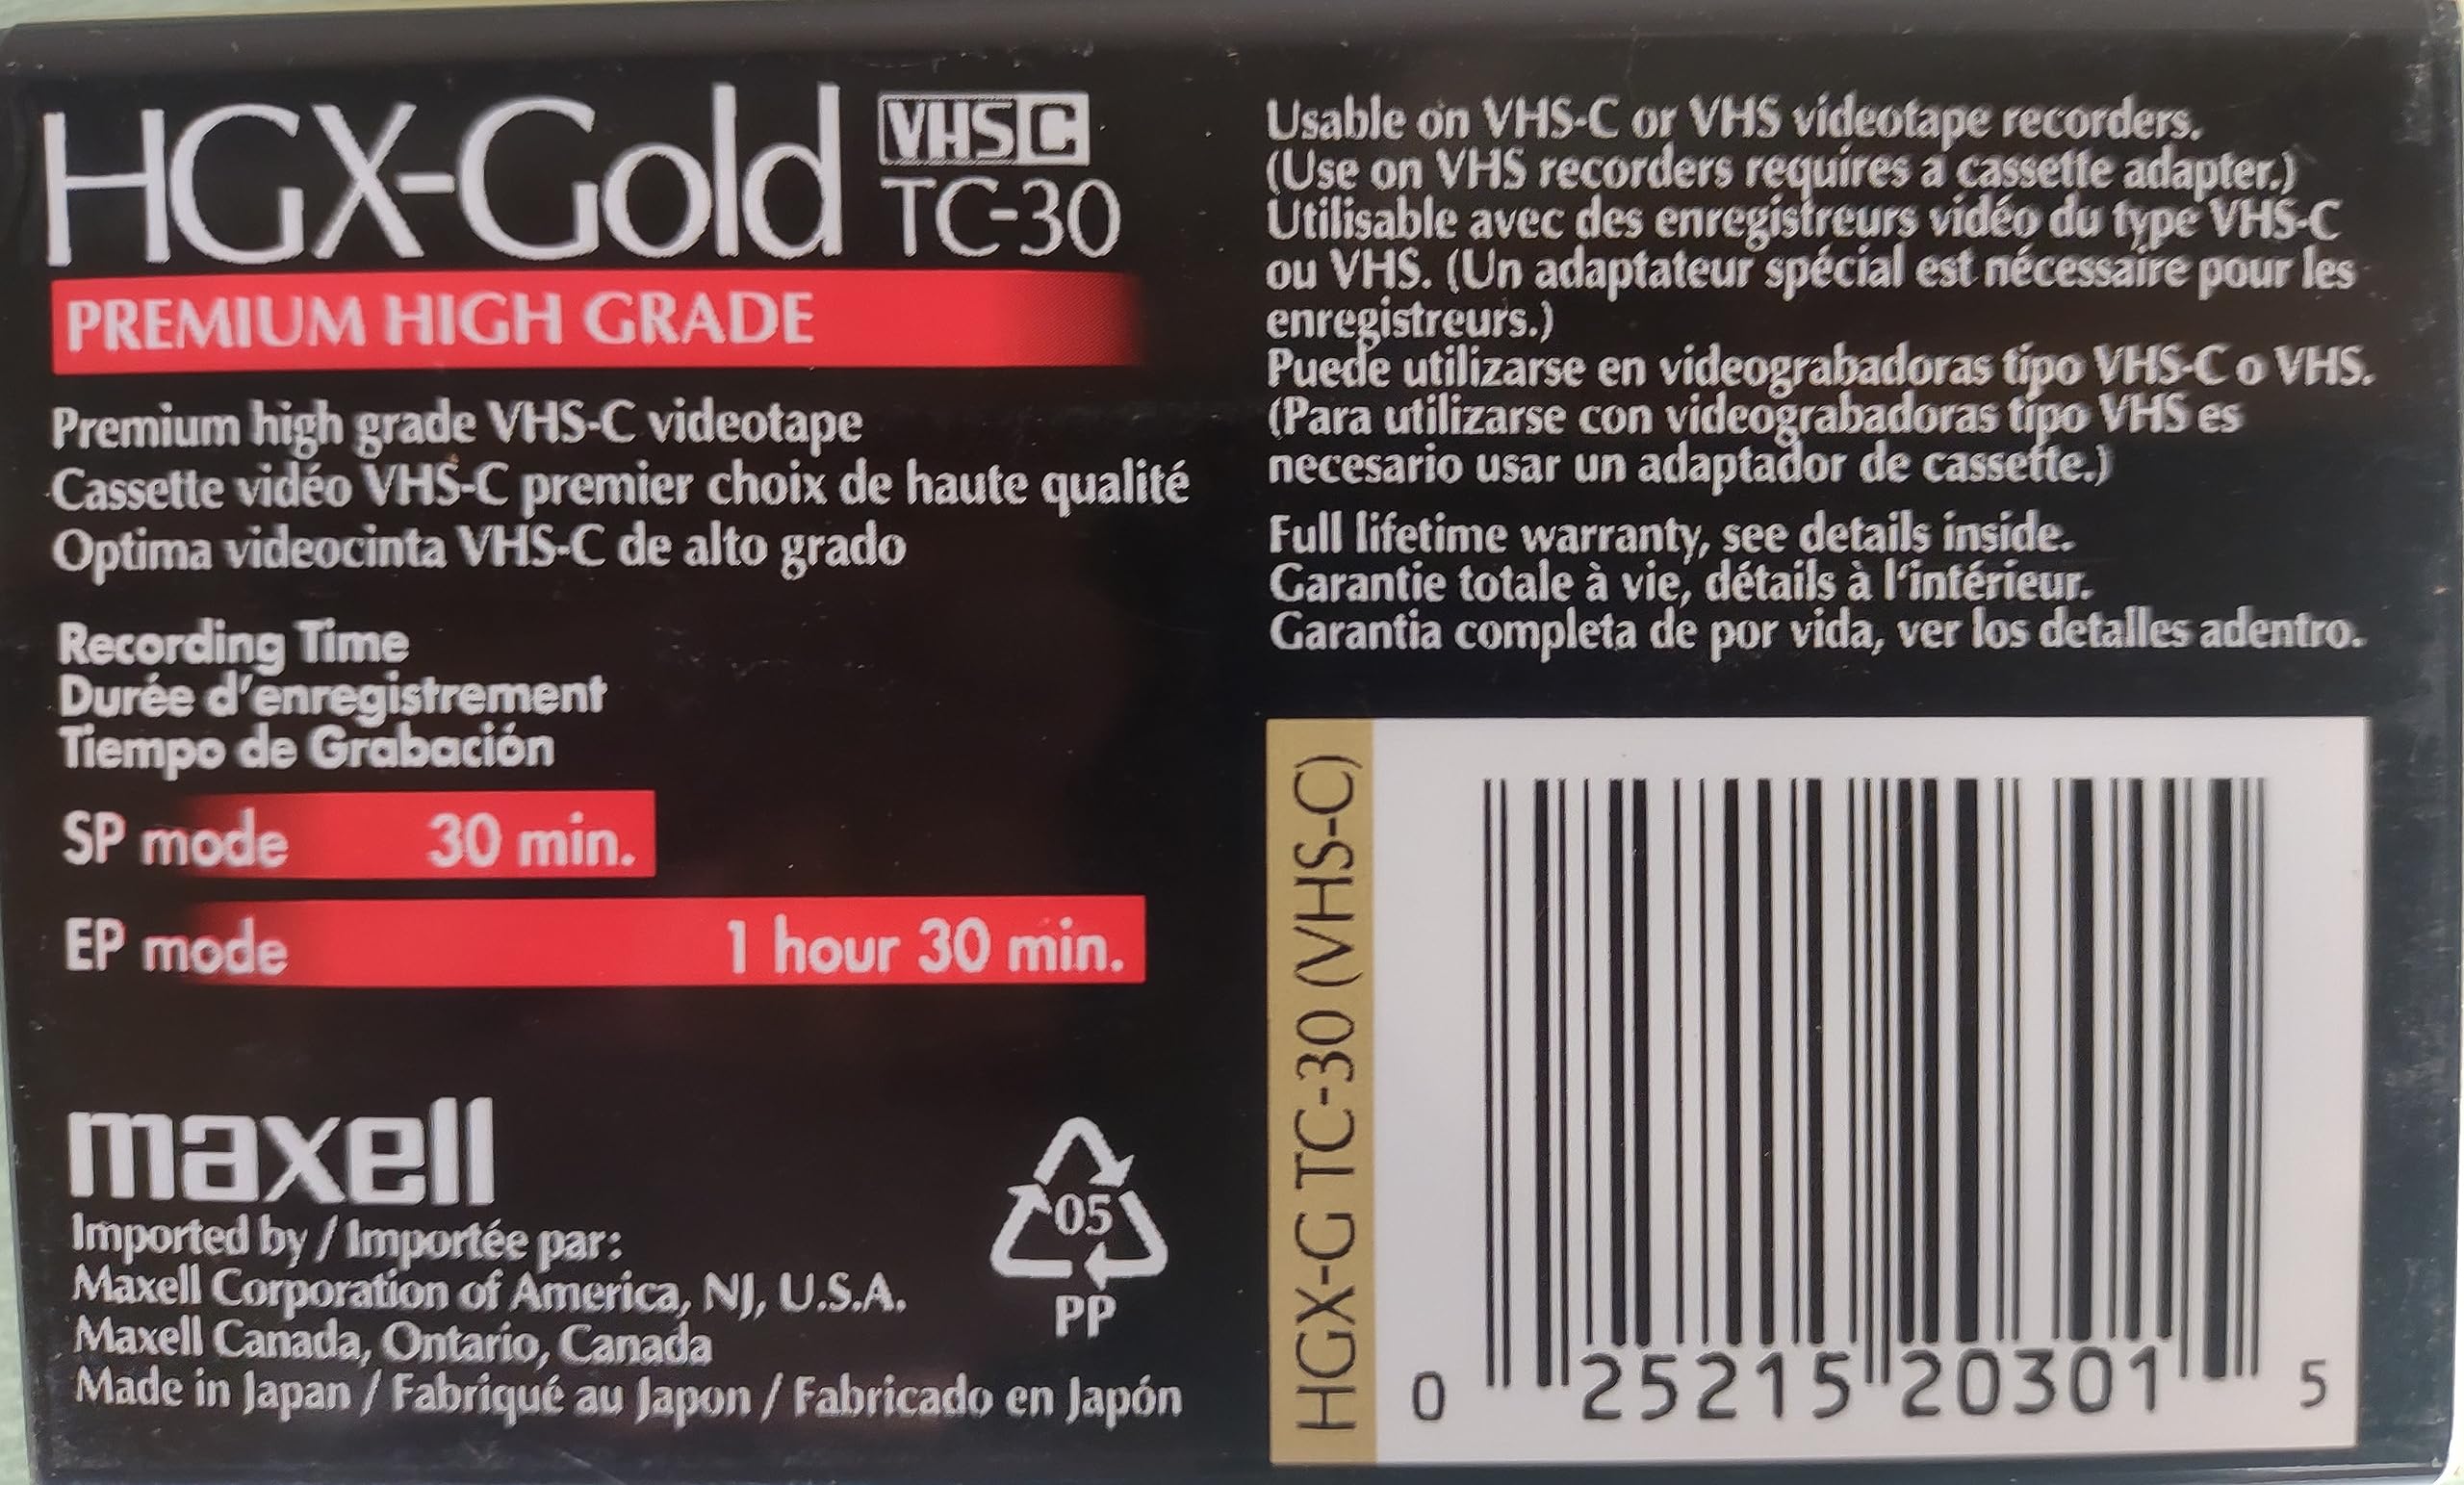 HGX-Gold VHS C
TC-30
PREMIUM HIGH GRADE
Premium high grade VHS-C videotape
Cassette vidéo VHS-C premier choix de haute qualité
Optima videocinta VHS-C de alto grado
Recording Time
Durée d'enregistrement
Tiempo de Grabación
SP mode 30 min.
EP mode 1 hour 30 min.
maxell
Imported by / Importée par:
Maxell Corporation of America, NJ, U.S.A.
Maxell Canada, Ontario, Canada
Made in Japan / Fabriqué au Japon / Fabricado en Japón
05
PP
Usable on VHS-C or VHS videotape recorders.
(Use on VHS recorders requires a cassette adapter.)
Utilisable avec des enregistreurs vidéo du type VHS-C
ou VHS. (Un adaptateur spécial est nécessaire pour les
enregistreurs.)
Puede utilizarse en videograbadoras tipo VHS-C o VHS.
(Para utilizarse con videograbadoras tipo VHS es
necesario usar un adaptador de cassette.)
Full lifetime warranty, see details inside.
Garantie totale à vie, détails à l'intérieur.
Garantia completa de por vida, ver los detalles adentro.
HGX-G TC-30 (VHS-C)
0 25215 20301 5